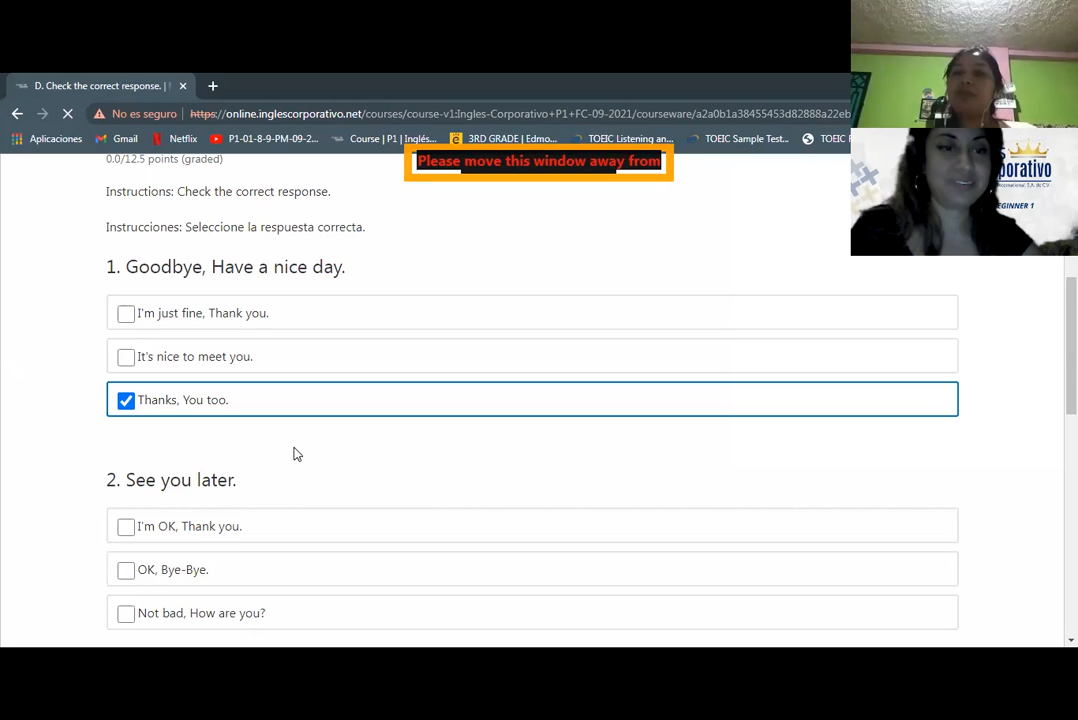 D. Check the correct response. |
No es seguro
https://online.inglescorporativo.net/courses/course-v1:Ingles-Corporativo+P1+FC-09-2021/courseware/a2a0b1a38455453d82888a22eb
Aplicaciones
Gmail
Netflix
P1-01-8-9-PM-09-2...
Course | P1 | Inglés...
3RD GRADE | Edmo...
TOEIC Listening an...
TOEIC Sample Test...
TOEIC P
Please move this window away from
0.0/12.5 points (graded)
Instructions: Check the correct response.
Instrucciones: Seleccione la respuesta correcta.
1. Goodbye, Have a nice day.
I'm just fine, Thank you.
It's nice to meet you.
Thanks, You too.
2. See you later.
I'm OK, Thank you.
OK, Bye-Bye.
Not bad, How are you?